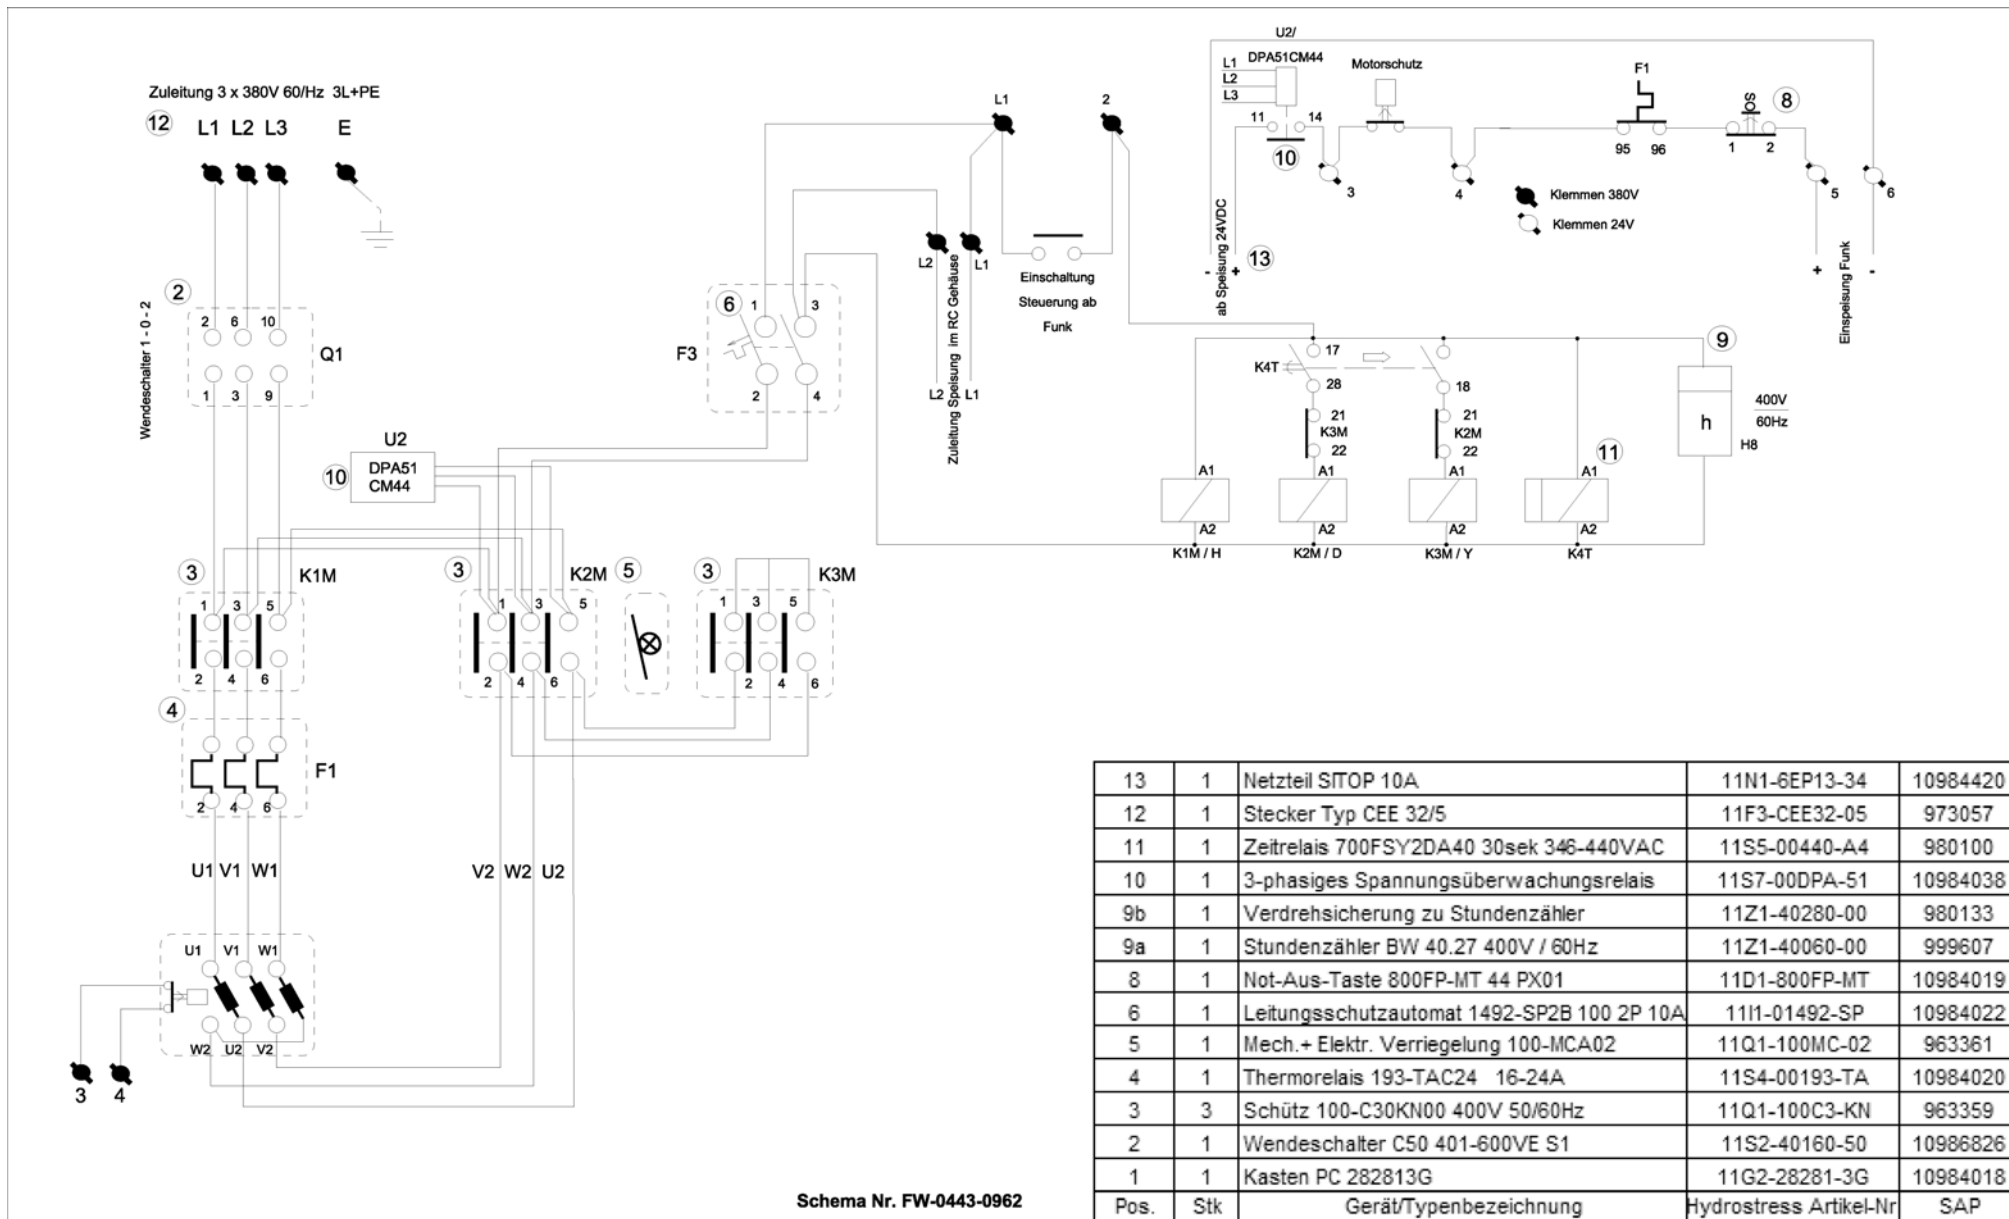 Zuleitung 3 x 380V 60/Hz 3L+PE
12 L1 L2 L3 E
Wendeschalter 1 - 0 - 2
2
2 6 10
Q1
1 3 9
U2
10
DPA51
CM44
3 K1M
1 3 5
2 4 6
4
F1
2 4 6
U1 V1 W1
U1 V1 W1
W2 U2 V2
3 4
3 K2M
1 3 5
2 4 6
V2 W2 U2
5
3 K3M
1 3 5
2 4 6
F3
6
1 3
2 4
L1 2
L2 L1
L2 L1
Zuleitung Speisung im RC Gehäuse
Einschaltung
Steuerung ab
Funk
U2/
DPA51CM44
L1
L2
L3
11 14
10
Motorschutz
3 4
F1
95 96
SO
8
1 2
5 6
Klemmen 380V
Klemmen 24V
ab Speisung 24VDC
- +
13
+ -
Einspeisung Funk
K4T
17
28
18
21
K3M
22
21
K2M
22
9
h
400V
60Hz
H8
11
A1 A1 A1 A1
A2 A2 A2 A2
K1M / H K2M / D K3M / Y K4T
13 1 Netzteil SITOP 10A 11N1-6EP13-34 10984420
12 1 Stecker Typ CEE 32/5 11F3-CEE32-05 973057
11 1 Zeitrelais 700FSY2DA40 30sek 346-440VAC 11S5-00440-A4 980100
10 1 3-phasiges Spannungsüberwachungsrelais 11S7-00DPA-51 10984038
9b 1 Verdrehsicherung zu Stundenzähler 11Z1-40280-00 980133
9a 1 Stundenzähler BW 40.27 400V / 60Hz 11Z1-40060-00 999607
8 1 Not-Aus-Taste 800FP-MT 44 PX01 11D1-800FP-MT 10984019
6 1 Leitungsschutzautomat 1492-SP2B 100 2P 10A 11I1-01492-SP 10984022
5 1 Mech.+ Elektr. Verriegelung 100-MCA02 11Q1-100MC-02 963361
4 1 Thermorelais 193-TAC24 16-24A 11S4-00193-TA 10984020
3 3 Schütz 100-C30KN00 400V 50/60Hz 11Q1-100C3-KN 963359
2 1 Wendeschalter C50 401-600VE S1 11S2-40160-50 10986826
1 1 Kasten PC 282813G 11G2-28281-3G 10984018
Pos. Stk Gerät/Typenbezeichnung Hydrostress Artikel-Nr SAP
Schema Nr. FW-0443-0962